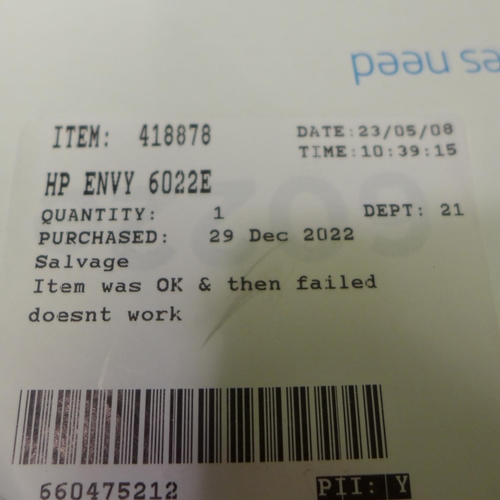 es need
ITEM: 418878 DATE:23/05/08
TIME:10:39:15
HP ENVY 6022E
QUANTITY: 1 DEPT: 21
PURCHASED: 29 Dec 2022
Salvage
Item was OK & then failed
doesnt work
660475212 PII: Y